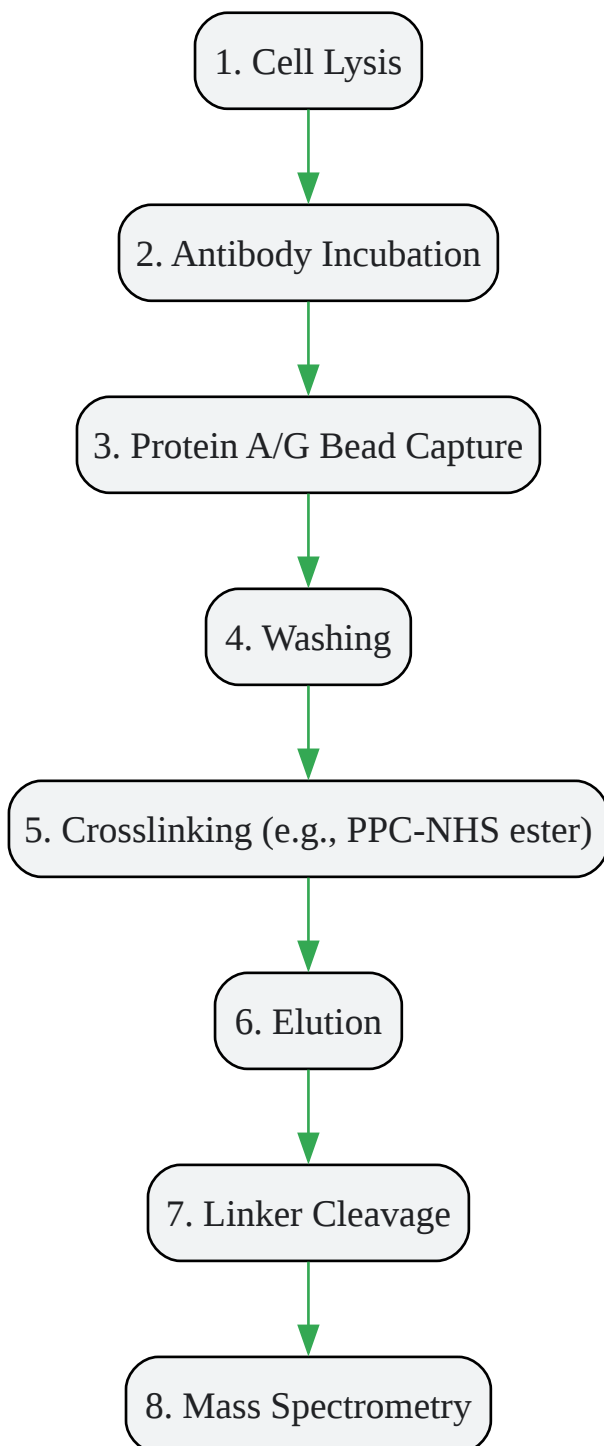 1. Cell Lysis
2. Antibody Incubation
3. Protein A/G Bead Capture
4. Washing
5. Crosslinking (e.g., PPC-NHS ester)
6. Elution
7. Linker Cleavage
8. Mass Spectrometry